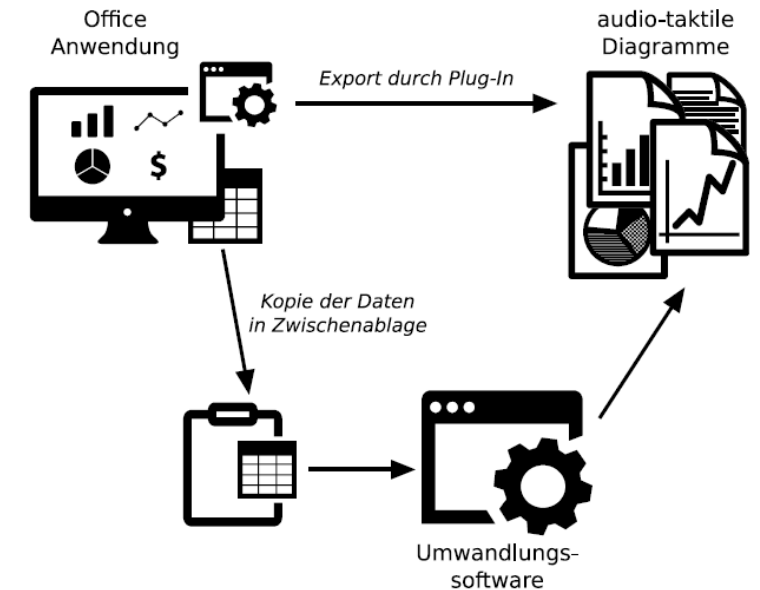 Office
Anwendung
audio-taktile
Diagramme
Export durch Plug-In
$
Kopie der Daten
in Zwischenablage
Umwandlungs-
software